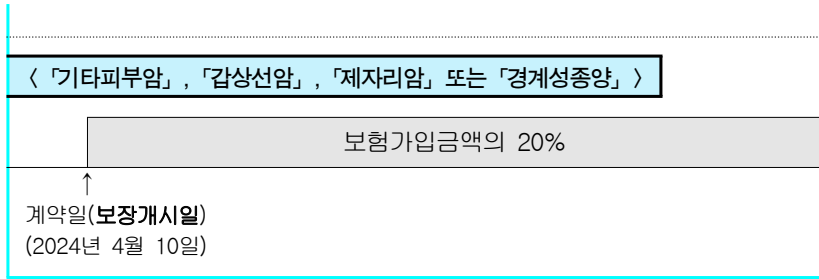 < 「기타피부암」, 「갑상선암」, 「제자리암」 또는 「경계성종양」 >
보험가입금액의 20%
↑
계약일(보장개시일)
(2024년 4월 10일)